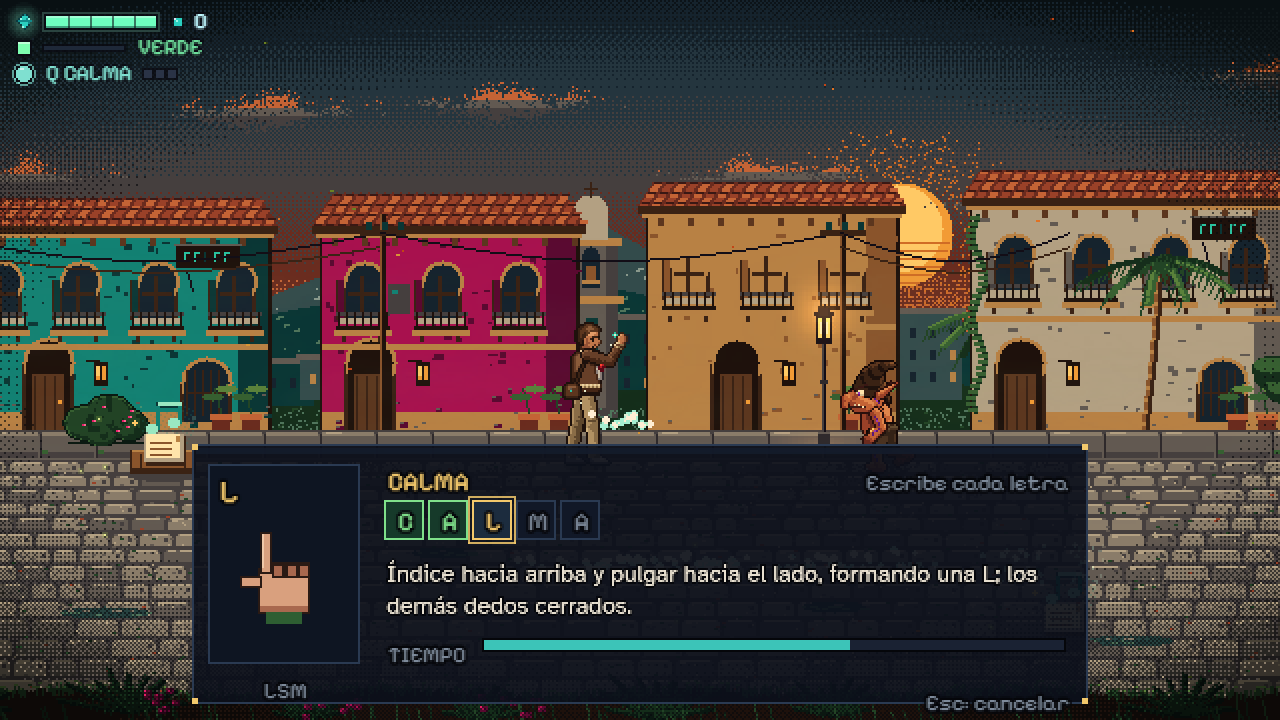 0
VERDE
Q CALMA
L
CALMA
Escribe cada letra
C A L M A
Índice hacia arriba y pulgar hacia el lado, formando una L; los
demás dedos cerrados.
TIEMPO
LSM
Esc: cancelar